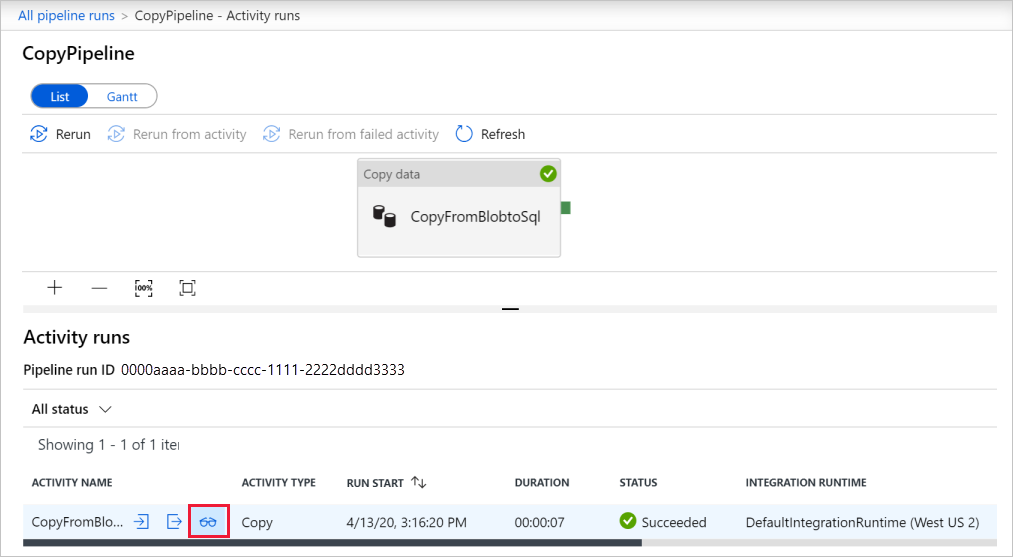 All pipeline runs > CopyPipeline - Activity runs
CopyPipeline
List Gantt
Rerun Rerun from activity Rerun from failed activity Refresh
Copy data
CopyFromBlobtoSql
Activity runs
Pipeline run ID 0000aaaa-bbbb-cccc-1111-2222dddd3333
All status
Showing 1 - 1 of 1 iter
ACTIVITY NAME ACTIVITY TYPE RUN START DURATION STATUS INTEGRATION RUNTIME
CopyFromBlo... Copy 4/13/20, 3:16:20 PM 00:00:07 Succeeded DefaultIntegrationRuntime (West US 2)